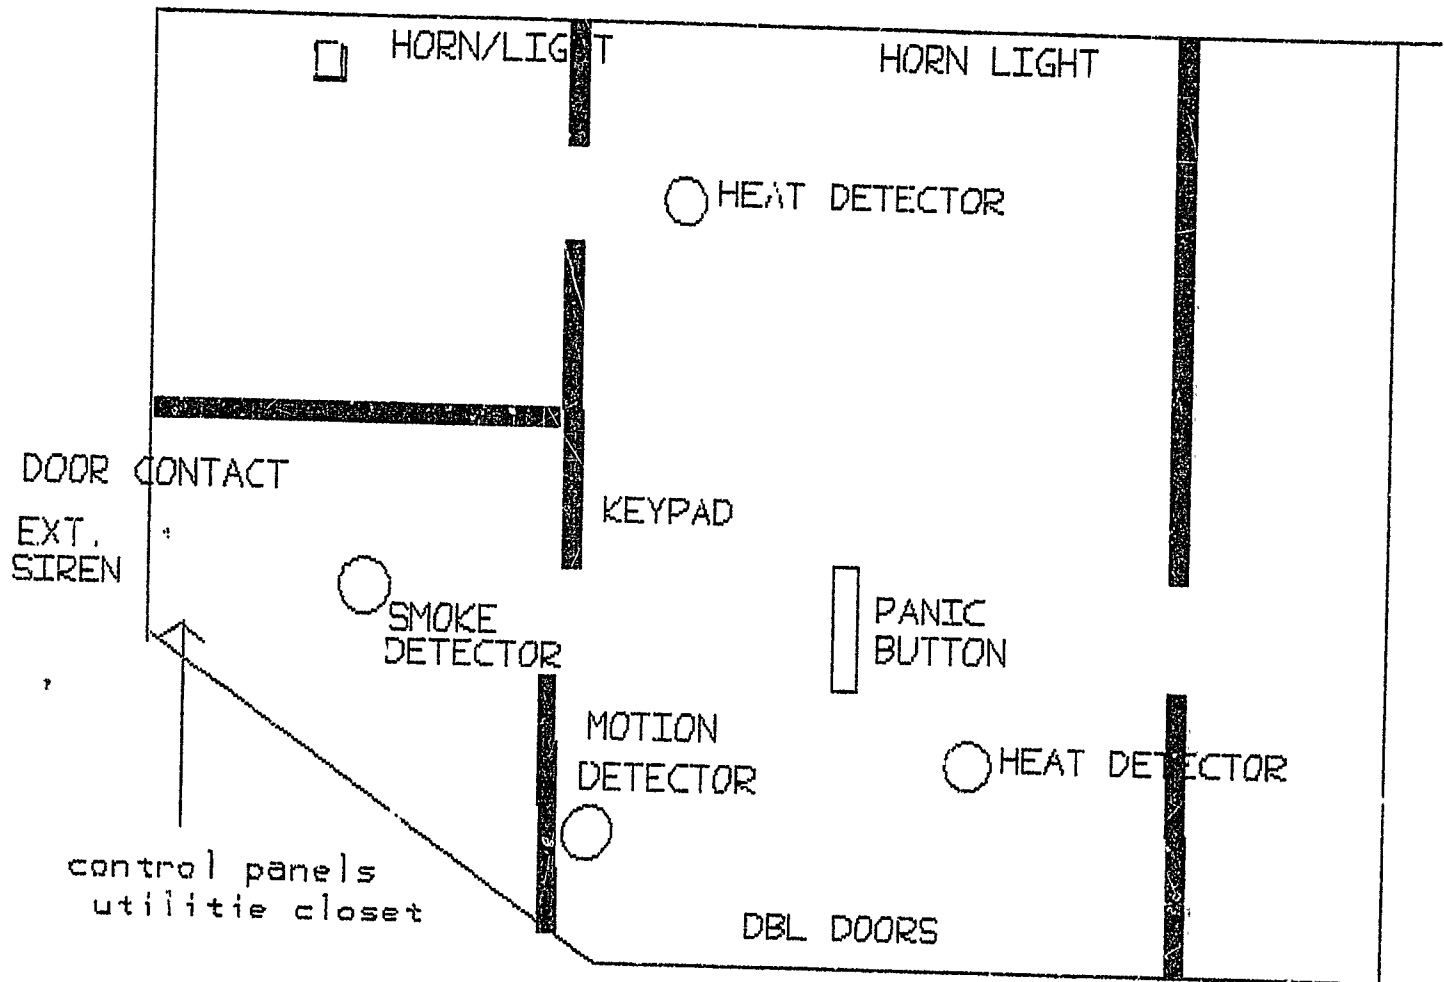 HORN/LIGHT
HORN LIGHT
HEAT DETECTOR
DOOR CONTACT
KEYPAD
EXT.
SIREN
SMOKE
DETECTOR
PANIC
BUTTON
MOTION
DETECTOR
HEAT DETECTOR
control panels
utilitie closet
DBL DOORS